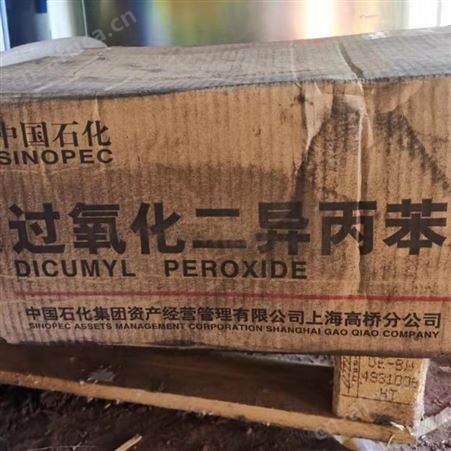 中国石化
SINOPEC
过氧化二异丙苯
DICUMYL PEROXIDE
中国石化集团资产经营管理有限公司上海高桥分公司
SINOPEC ASSETS MANAGEMENT CORPORATION SHANGHAI GAO QIAO COMPANY
HT